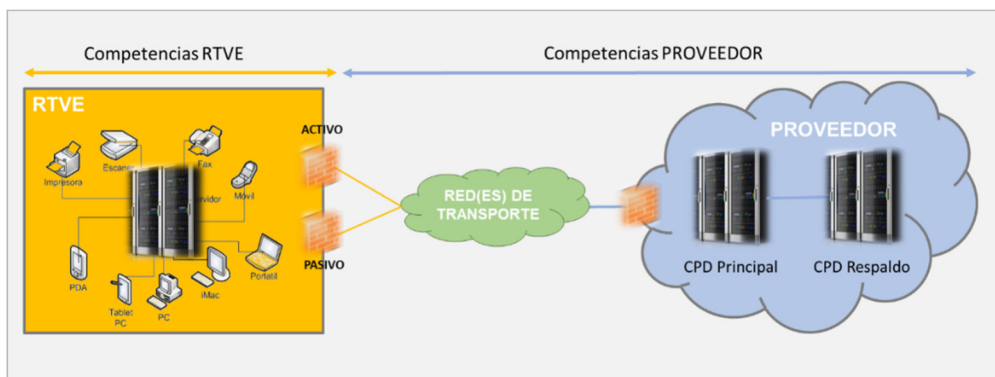 Competencias RTVE
Competencias PROVEEDOR
RTVE
ACTIVO
PROVEEDOR
Escaner
Fax
Impresora
Móvil
RED(ES) DE
TRANSPORTE
PDA
iMac
Portatil
PASIVO
Tablet
PC
PC
CPD Principal
CPD Respaldo